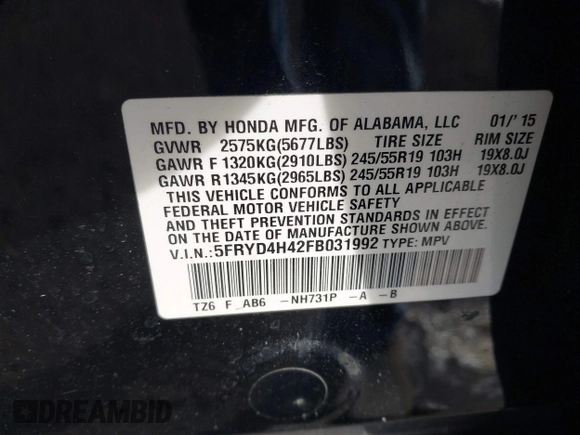 MFD. BY HONDA MFG. OF ALABAMA, LLC 01/'15
GVWR 2575KG(5677LBS) TIRE SIZE RIM SIZE
GAWR F 1320KG(2910LBS) 245/55R19 103H 19X8.0J
GAWR R 1345KG(2965LBS) 245/55R19 103H 19X8.0J
THIS VEHICLE CONFORMS TO ALL APPLICABLE
FEDERAL MOTOR VEHICLE SAFETY
AND THEFT PREVENTION STANDARDS IN EFFECT
ON THE DATE OF MANUFACTURE SHOWN ABOVE.
V.I.N.:5FRYD4H42FB031992 TYPE: MPV
TZ6 F_AB6 -NH731P -A -B
DREAMBID